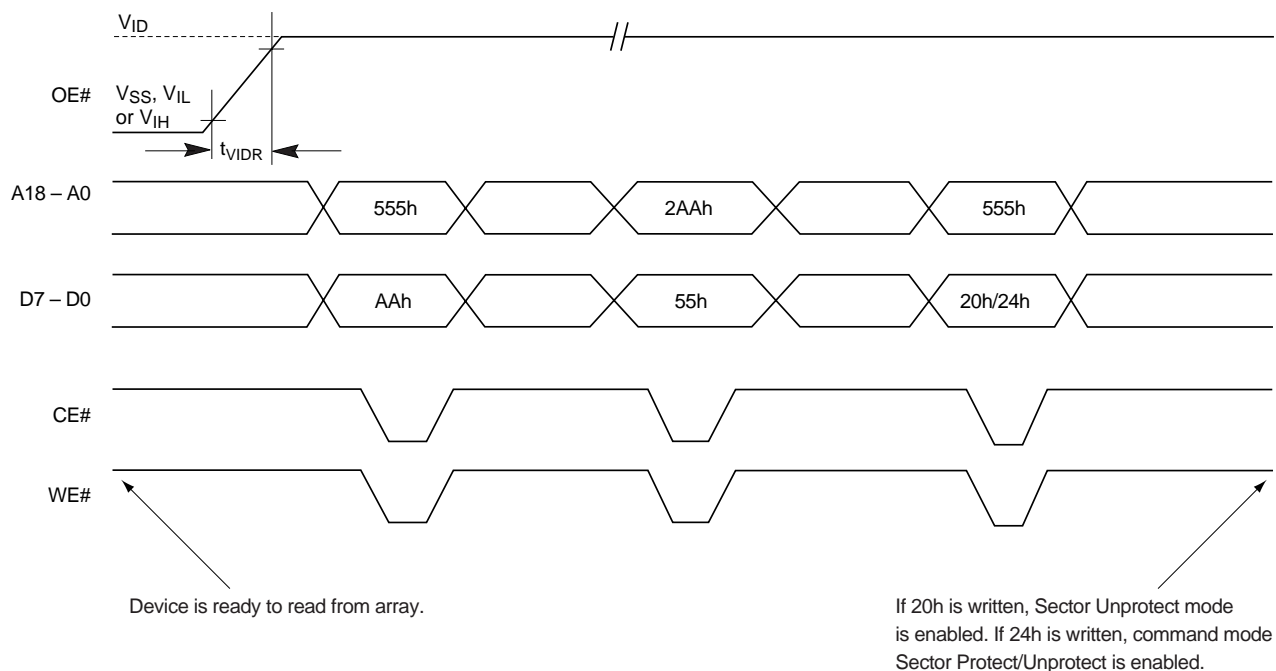 VID
OE#
VSS, VIL
or VIH
tVIDR
A18 – A0
555h
2AAh
555h
D7 – D0
AAh
55h
20h/24h
CE#
WE#
Device is ready to read from array.
If 20h is written, Sector Unprotect mode
is enabled. If 24h is written, command mode
Sector Protect/Unprotect is enabled.